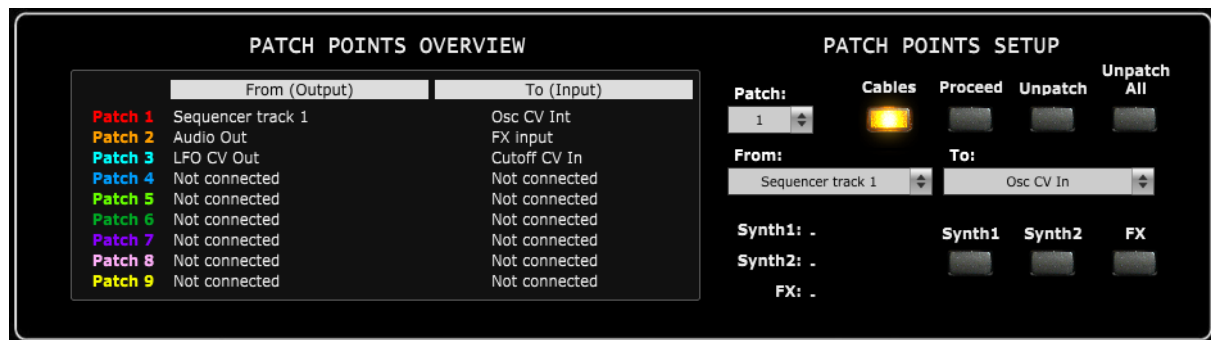 PATCH POINTS OVERVIEW
From (Output) To (Input)
Patch 1 Sequencer track 1 Osc CV Int
Patch 2 Audio Out FX input
Patch 3 LFO CV Out Cutoff CV In
Patch 4 Not connected Not connected
Patch 5 Not connected Not connected
Patch 6 Not connected Not connected
Patch 7 Not connected Not connected
Patch 8 Not connected Not connected
Patch 9 Not connected Not connected
PATCH POINTS SETUP
Patch: Cables Proceed Unpatch Unpatch All
1
From: To:
Sequencer track 1 Osc CV In
Synth1: - Synth1 Synth2 FX
Synth2: -
FX: -